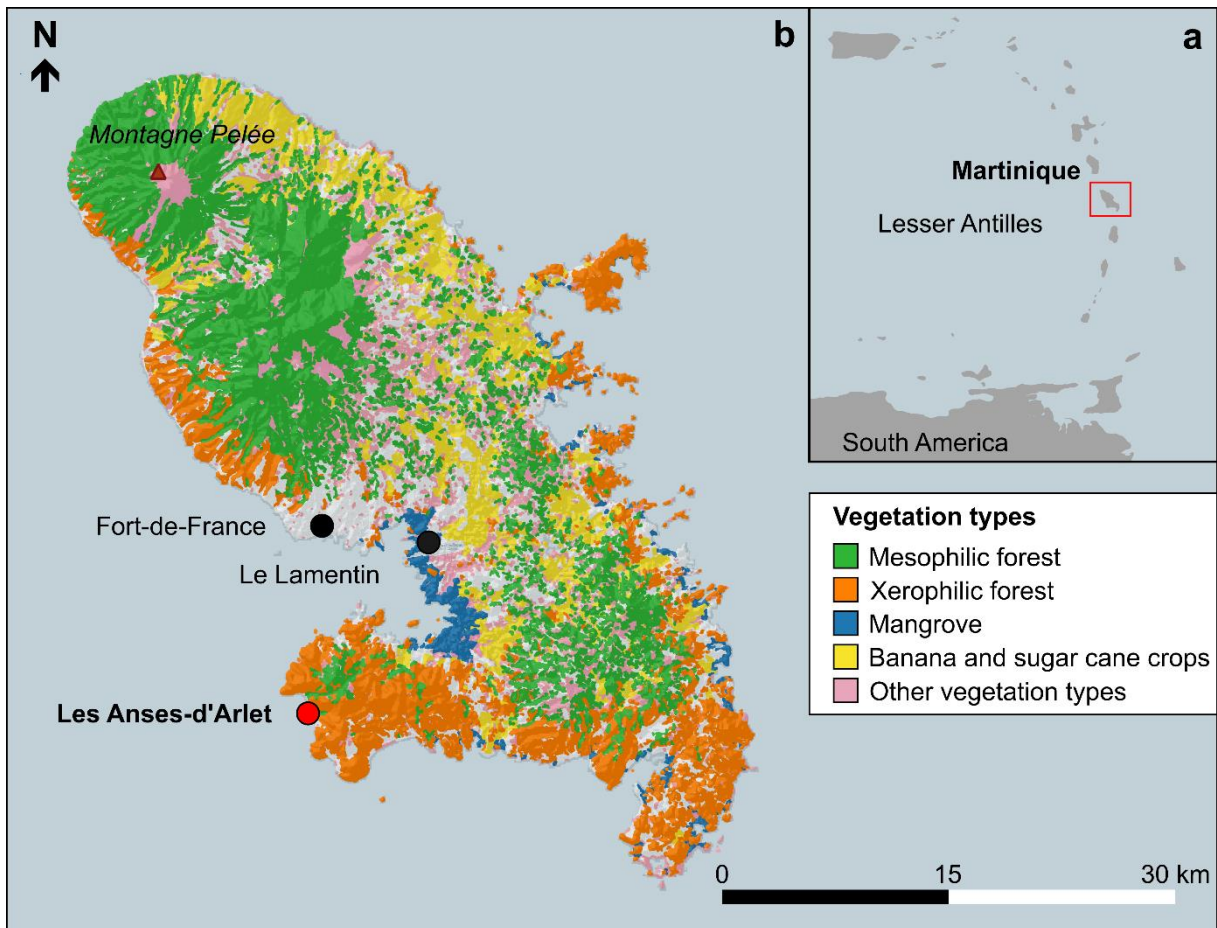 N
b
a
Montagne Pelée
Martinique
Lesser Antilles
South America
Fort-de-France
Le Lamentin
Les Anses-d'Arlet
Vegetation types
Mesophilic forest
Xerophilic forest
Mangrove
Banana and sugar cane crops
Other vegetation types
0 15 30 km